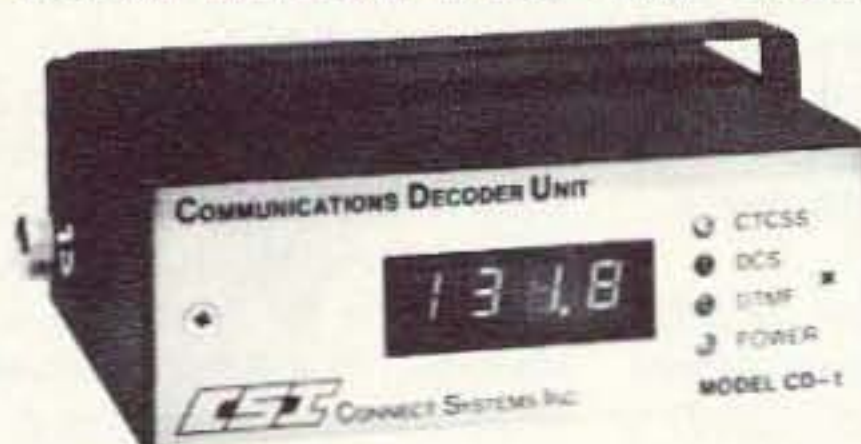 COMMUNICATIONS DECODER UNIT
131.8
CTCSS
DCS
DTMF
POWER
CSI CONNECT SYSTEMS INC.
MODEL CD-1